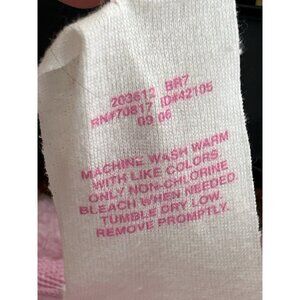 203612 BR7
RN#70817 ID#42105
09 06
MACHINE WASH WARM
WITH LIKE COLORS.
ONLY NON-CHLORINE
BLEACH WHEN NEEDED.
TUMBLE DRY LOW.
REMOVE PROMPTLY.